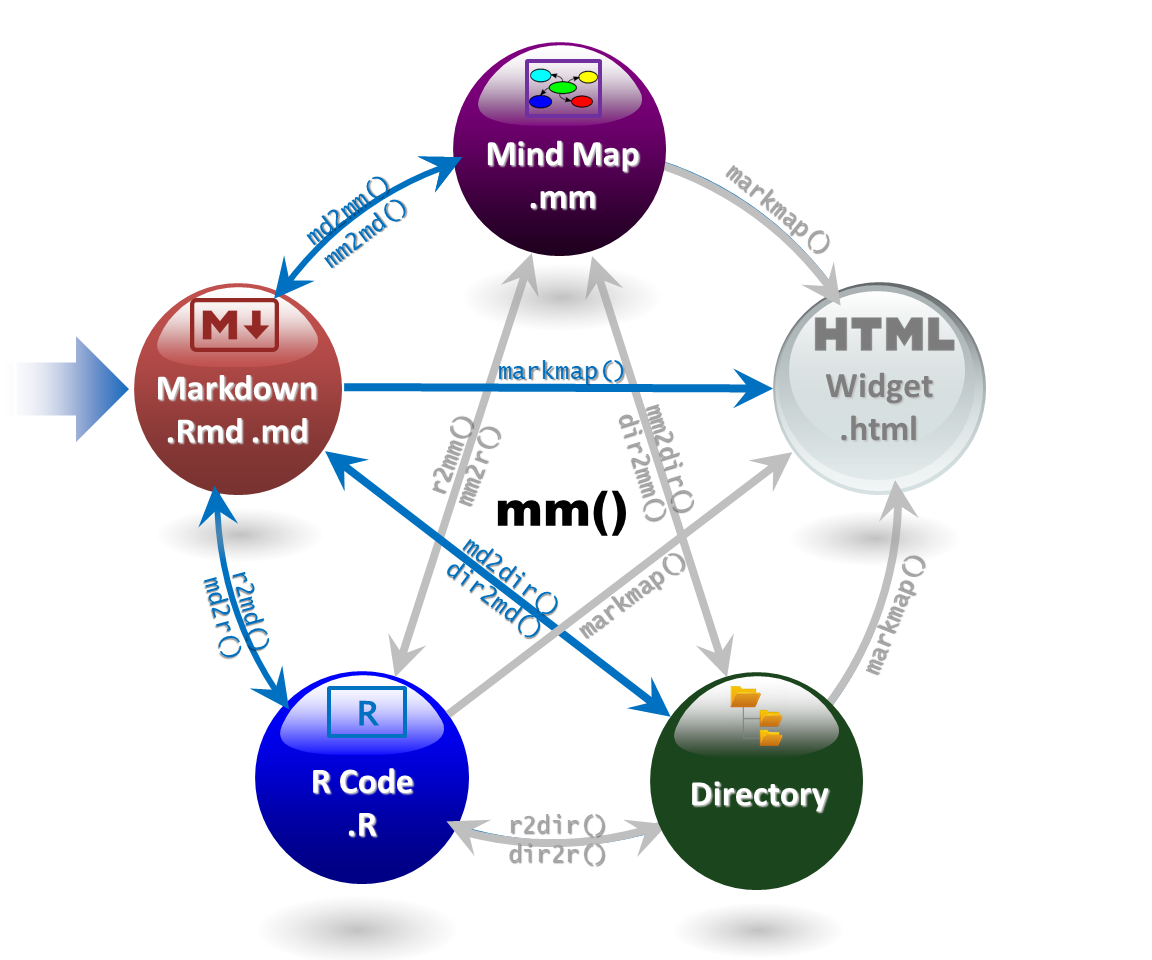 Mind Map
.mm
markmap()
md2mm()
mm2md()
M
HTML
Widget
.html
Markdown
.Rmd .md
markmap()
r2mm()
mm2r()
mm2dir()
dir2mm()
mm()
md2dir()
dir2md()
markmap()
markmap()
r2md()
md2r()
R
R Code
.R
Directory
r2dir()
dir2r()